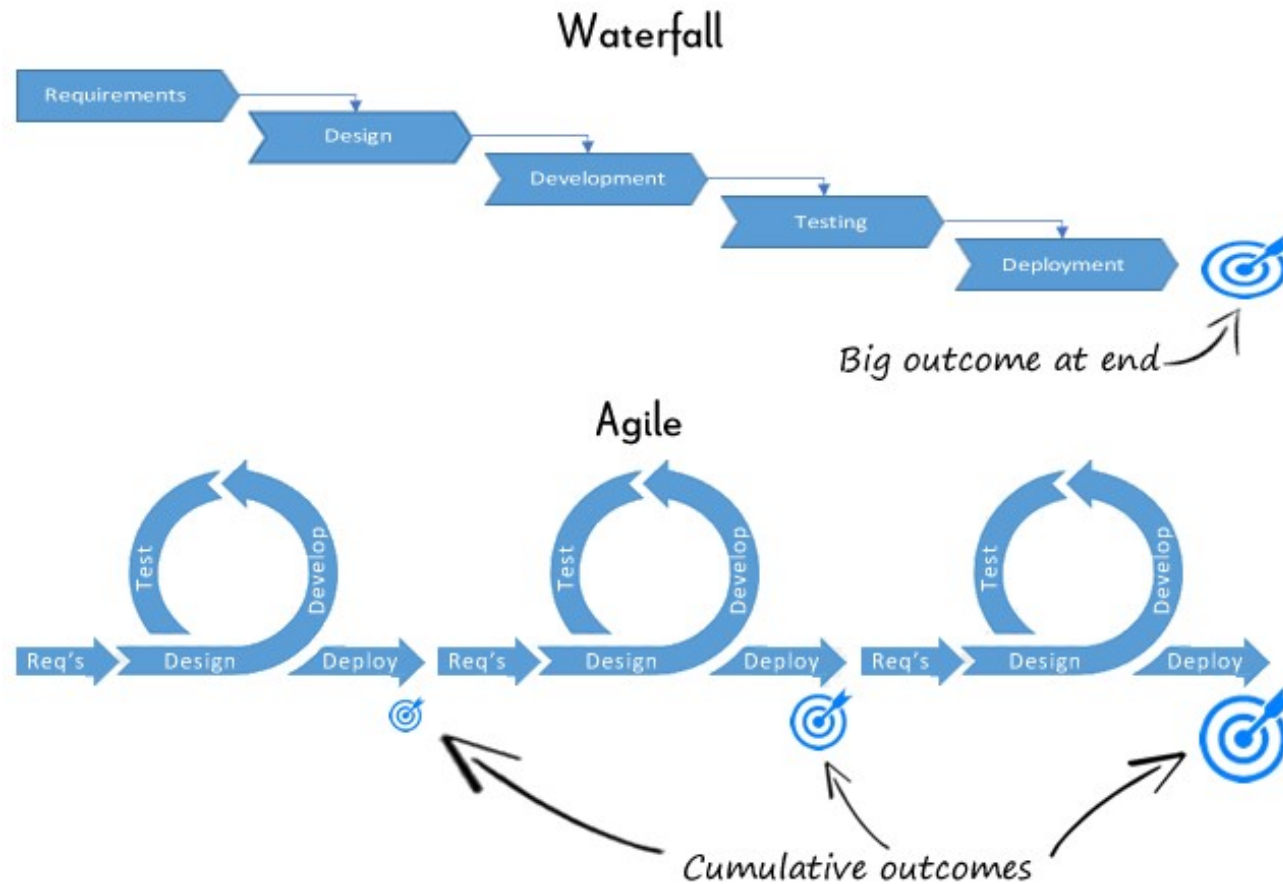 Waterfall
Requirements
Design
Development
Testing
Deployment
Big outcome at end
Agile
Test
Develop
Req's
Design
Deploy
Test
Develop
Req's
Design
Deploy
Test
Develop
Req's
Design
Deploy
Cumulative outcomes